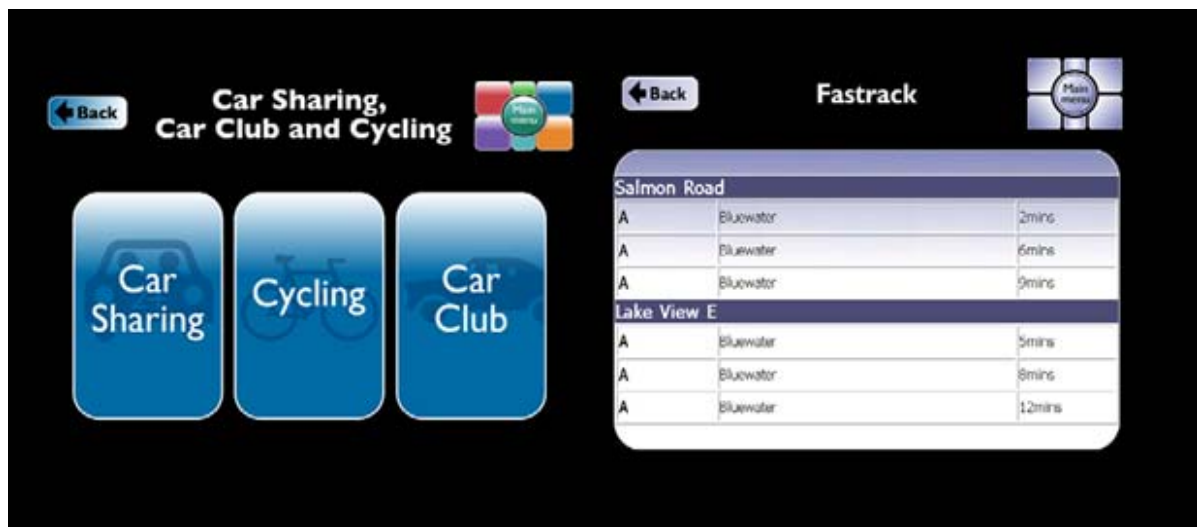 Back
Car Sharing,
Car Club and Cycling
Main
menu
Car
Sharing
Cycling
Car
Club
Back
Fastrack
Main
menu
Salmon Road
A Bluewater 2mins
A Bluewater 6mins
A Bluewater 9mins
Lake View E
A Bluewater 5mins
A Bluewater 8mins
A Bluewater 12mins